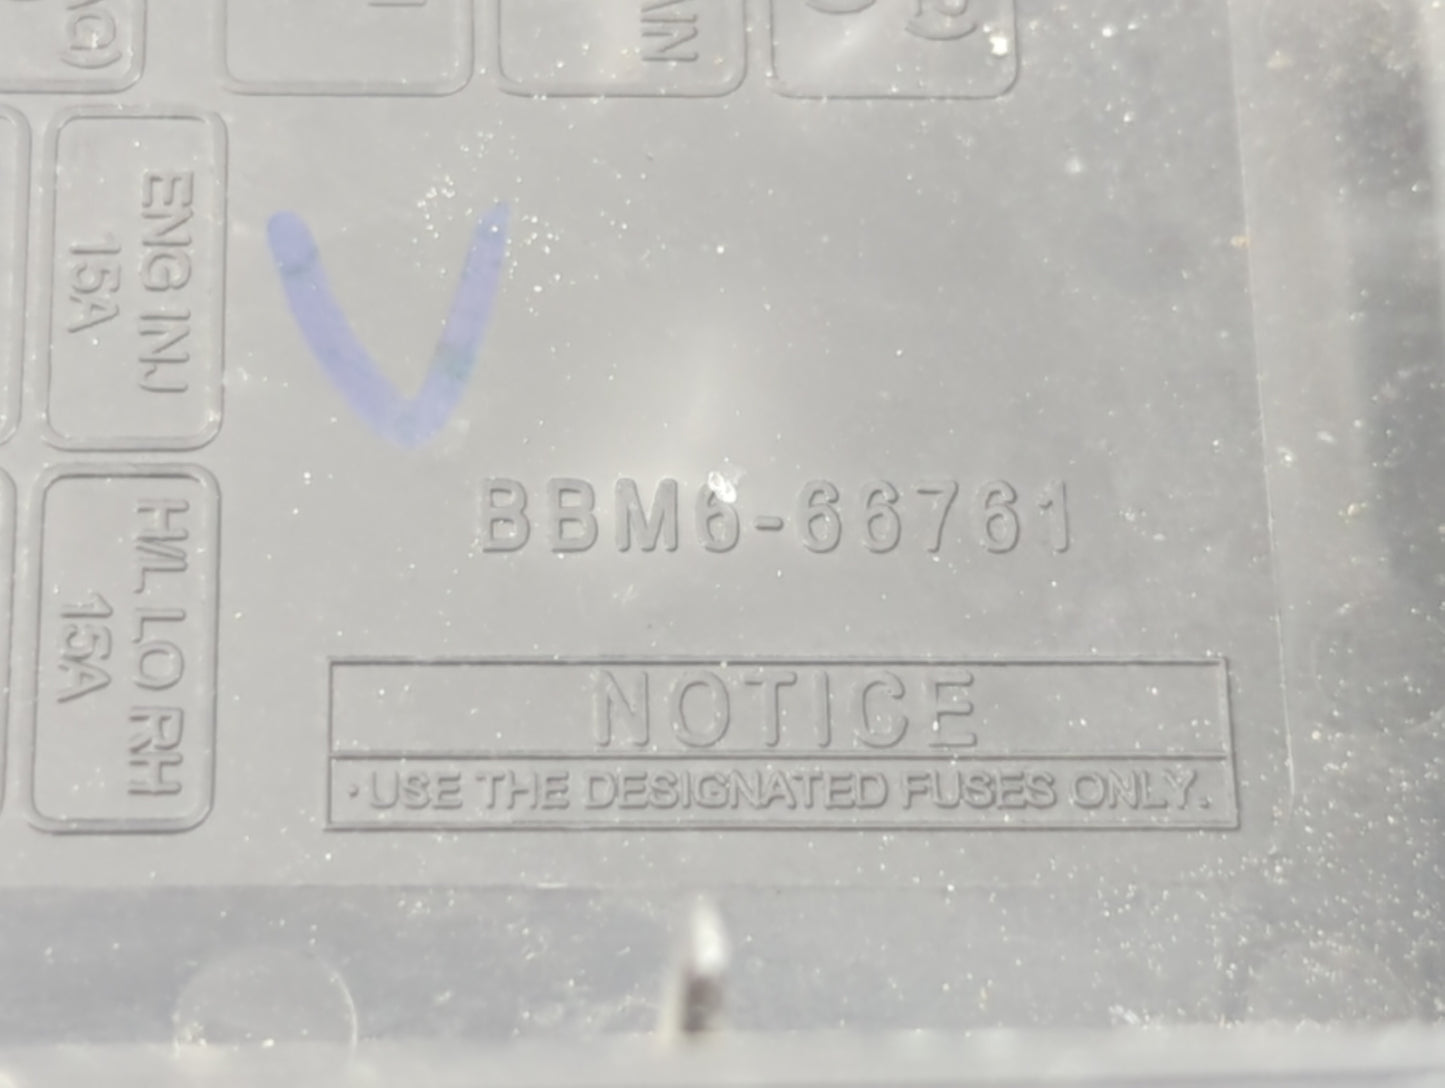 ENG INJ
15A
BBM6-66761
H/L LO RH
15A
NOTICE
·USE THE DESIGNATED FUSES ONLY.